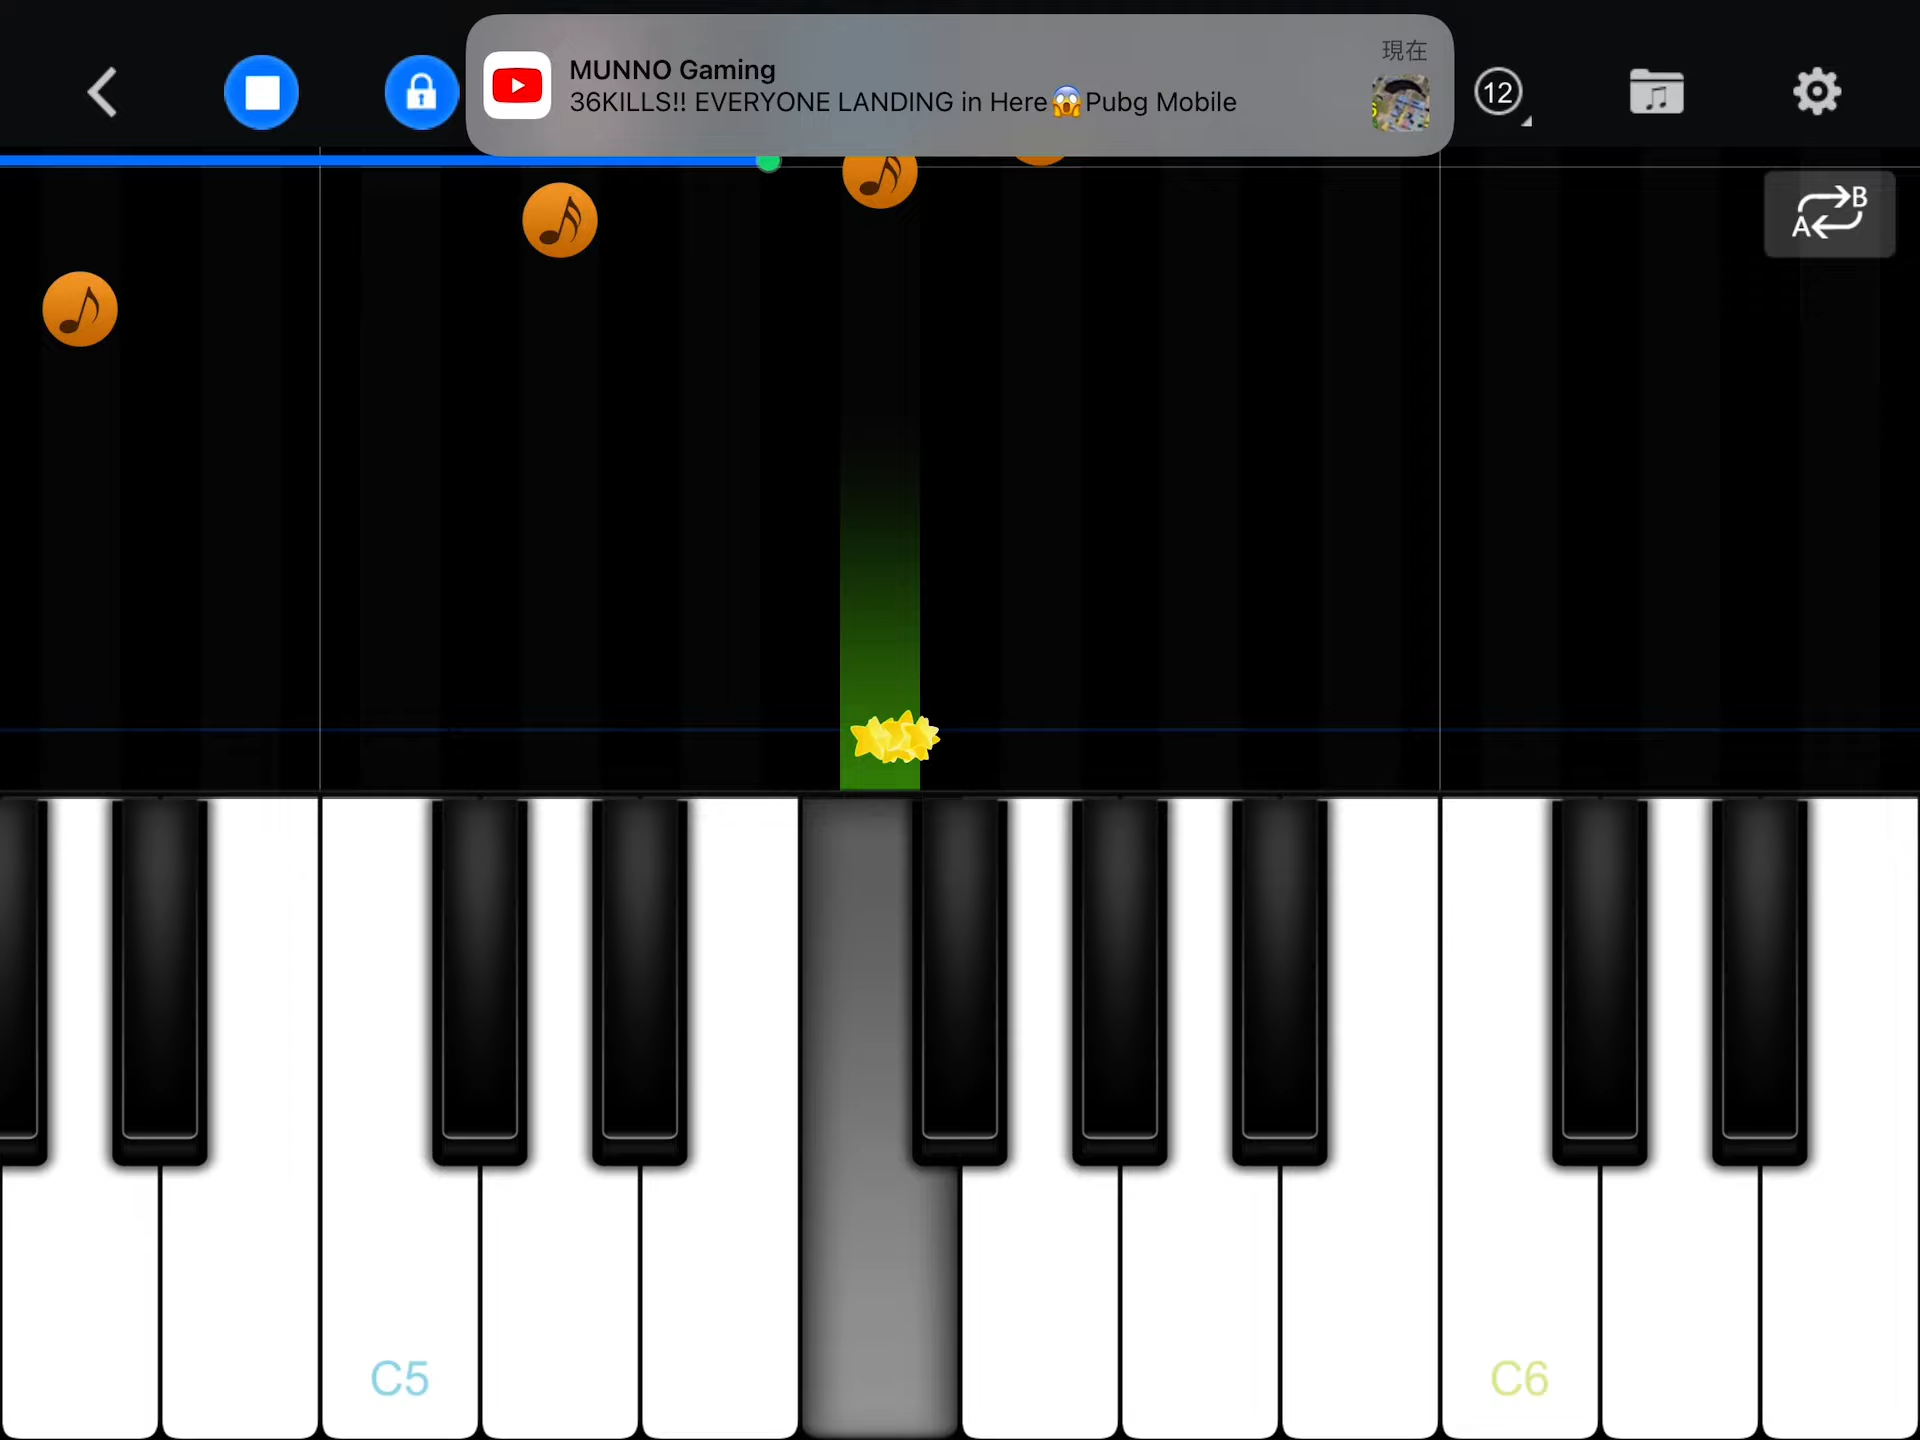 MUNNO Gaming
現在
36KILLS!! EVERYONE LANDING in Here😱Pubg Mobile
12
A B
C5
C6